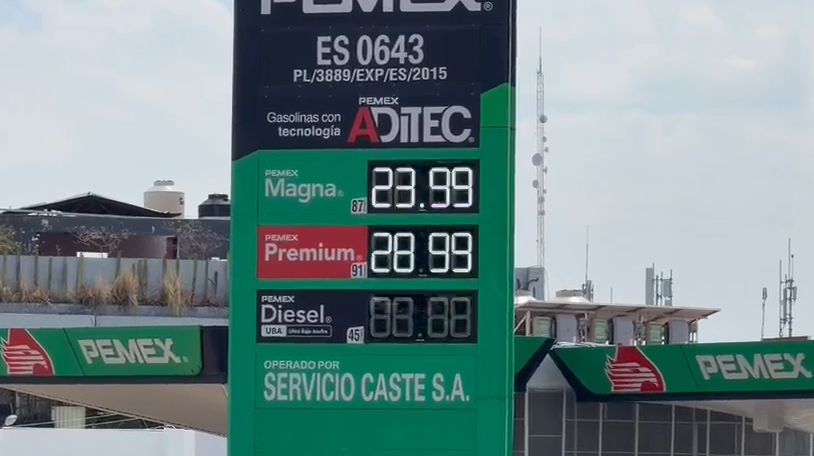 PEMEX®
ES 0643
PL/3889/EXP/ES/2015
Gasolinas con
tecnología
PEMEX
ADITEC
PEMEX
Magna®
87
23.99
PEMEX
Premium®
91
28.99
PEMEX
Diesel®
UBA Ultra Bajo Azufre
45
OPERADO POR
SERVICIO CASTE S.A.
PEMEX®
PEMEX